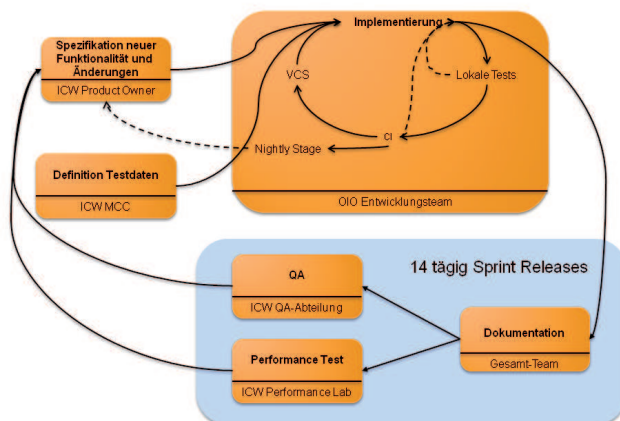 Spezifikation neuer
Funktionalität und
Änderungen
ICW Product Owner
Definition Testdaten
ICW MCC
Implementierung
VCS
Lokale Tests
CI
Nightly Stage
OIO Entwicklungsteam
14 tägig Sprint Releases
QA
ICW QA-Abteilung
Performance Test
ICW Performance Lab
Dokumentation
Gesamt-Team